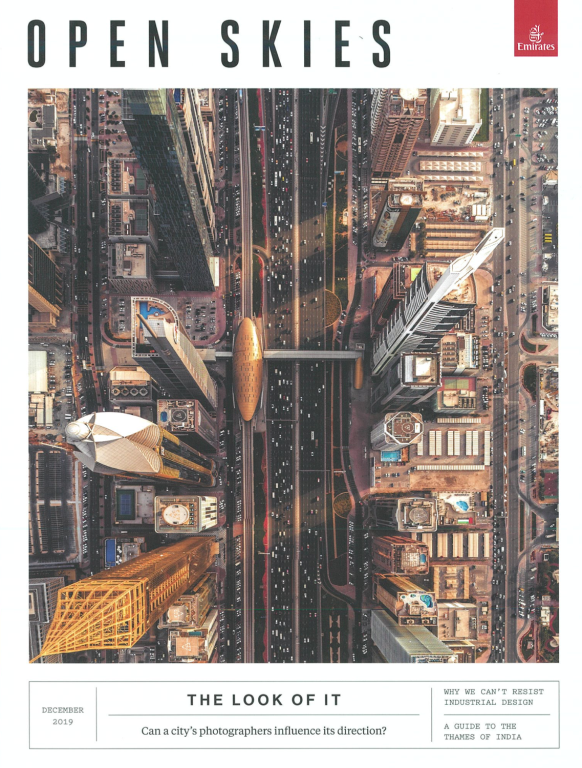 OPEN SKIES
Emirates
DECEMBER
2019
THE LOOK OF IT
Can a city's photographers influence its direction?
WHY WE CAN'T RESIST
INDUSTRIAL DESIGN
A GUIDE TO THE
THAMES OF INDIA